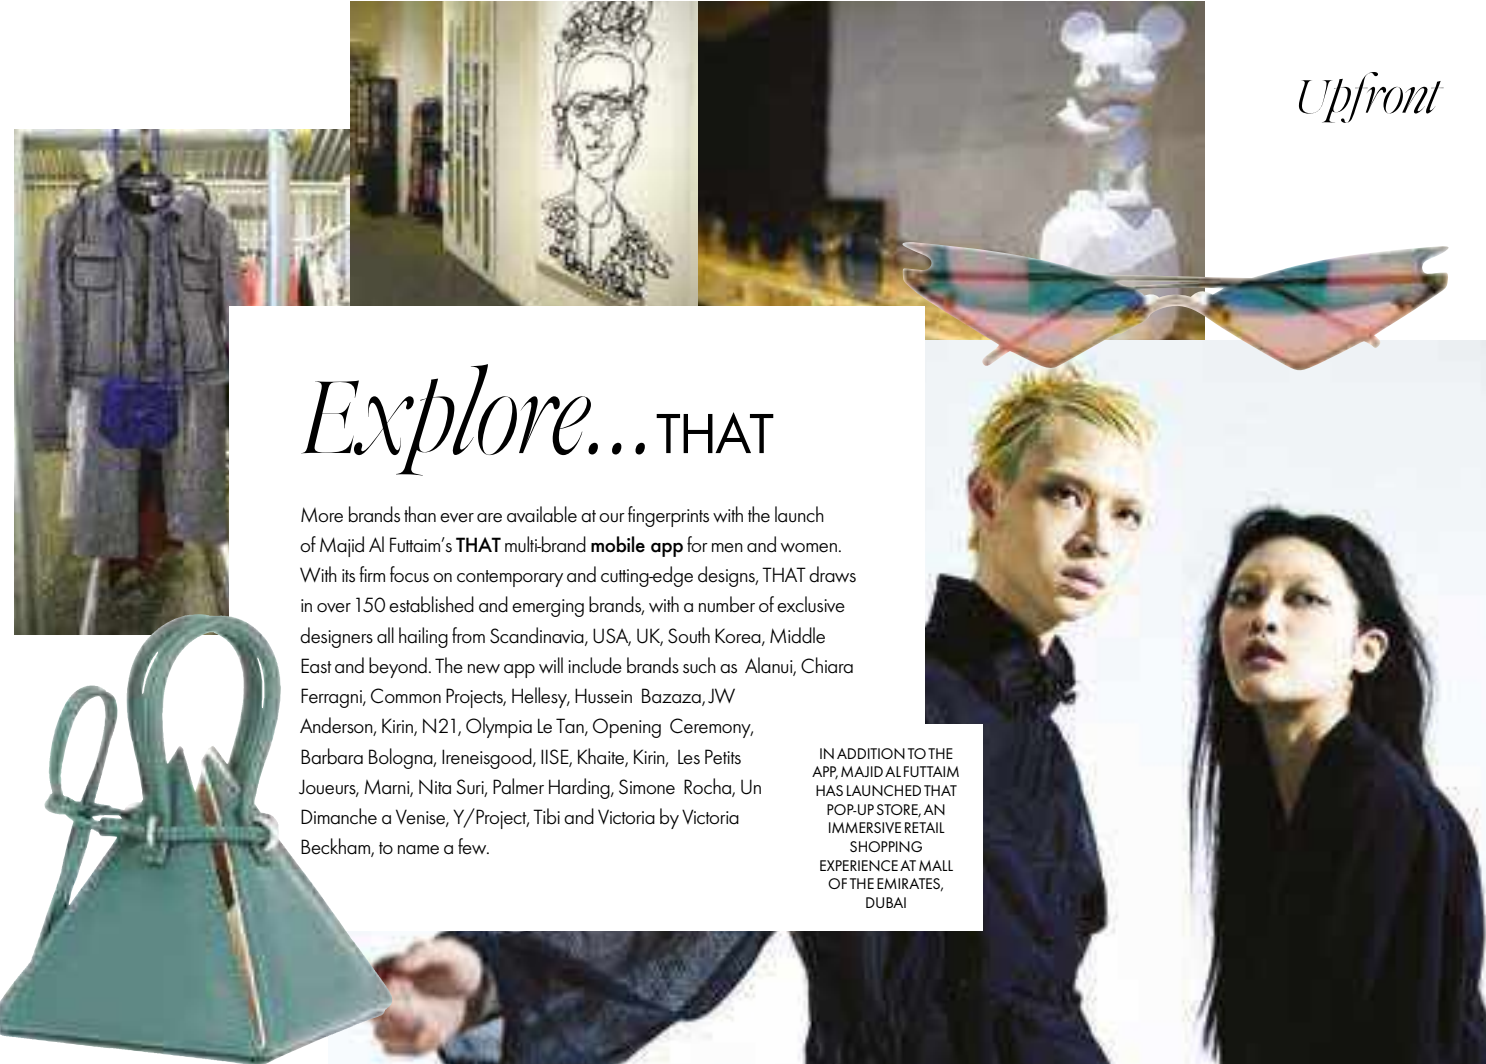 Upfront
Explore... THAT
More brands than ever are available at our fingerprints with the launch
of Majid Al Futtaim's THAT multi-brand mobile app for men and women.
With its firm focus on contemporary and cutting-edge designs, THAT draws
in over 150 established and emerging brands, with a number of exclusive
designers all hailing from Scandinavia, USA, UK, South Korea, Middle
East and beyond. The new app will include brands such as Alanui, Chiara
Ferragni, Common Projects, Hellesy, Hussein Bazaza, JW
Anderson, Kirin, N21, Olympia Le Tan, Opening Ceremony,
Barbara Bologna, Ireneisgood, IISE, Khaite, Kirin, Les Petits
Joueurs, Marni, Nita Suri, Palmer Harding, Simone Rocha, Un
Dimanche a Venise, Y/Project, Tibi and Victoria by Victoria
Beckham, to name a few.
IN ADDITION TO THE
APP, MAJID AL FUTTAIM
HAS LAUNCHED THAT
POP-UP STORE, AN
IMMERSIVE RETAIL
SHOPPING
EXPERIENCE AT MALL
OF THE EMIRATES,
DUBAI